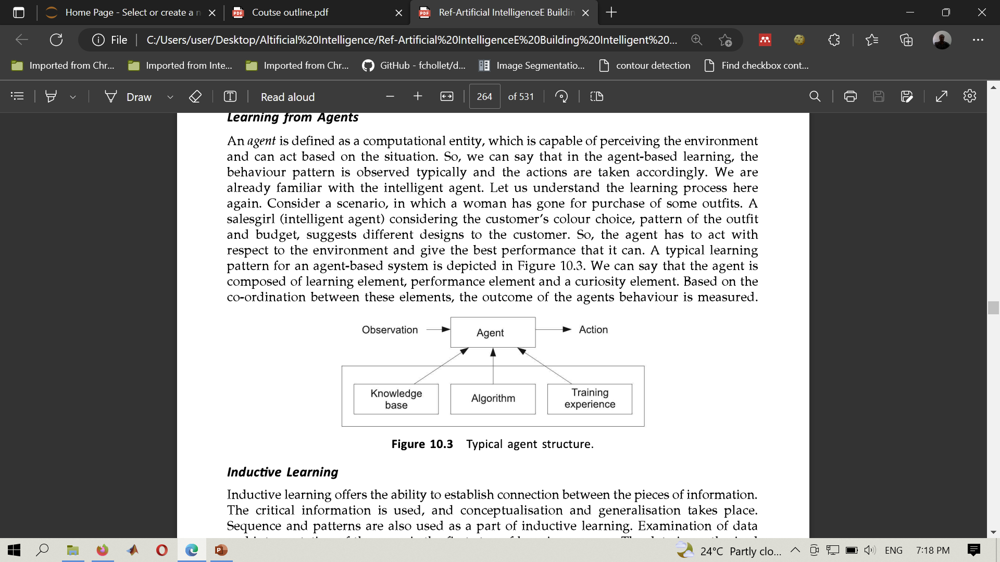 Home Page - Select or create a n
Coutse outline.pdf
Ref-Artificial IntelligenceE Buildin
File
C:/Users/user/Desktop/Altificial%20Intelligence/Ref-Artificial%20IntelligenceE%20Building%20Intelligent%20...
Imported from Chr...
Imported from Inte...
Imported from Chr...
GitHub - fchollet/d...
Image Segmentatio...
contour detection
Find checkbox cont...
Draw
Read aloud
264 of 531
Learning from Agents
An agent is defined as a computational entity, which is capable of perceiving the environment
and can act based on the situation. So, we can say that in the agent-based learning, the
behaviour pattern is observed typically and the actions are taken accordingly. We are
already familiar with the intelligent agent. Let us understand the learning process here
again. Consider a scenario, in which a woman has gone for purchase of some outfits. A
salesgirl (intelligent agent) considering the customer's colour choice, pattern of the outfit
and budget, suggests different designs to the customer. So, the agent has to act with
respect to the environment and give the best performance that it can. A typical learning
pattern for an agent-based system is depicted in Figure 10.3. We can say that the agent is
composed of learning element, performance element and a curiosity element. Based on the
co-ordination between these elements, the outcome of the agents behaviour is measured.
Observation
Agent
Action
Knowledge
base
Algorithm
Training
experience
Figure 10.3 Typical agent structure.
Inductive Learning
Inductive learning offers the ability to establish connection between the pieces of information.
The critical information is used, and conceptualisation and generalisation takes place.
Sequence and patterns are also used as a part of inductive learning. Examination of data
24°C Partly clo...
ENG
7:18 PM